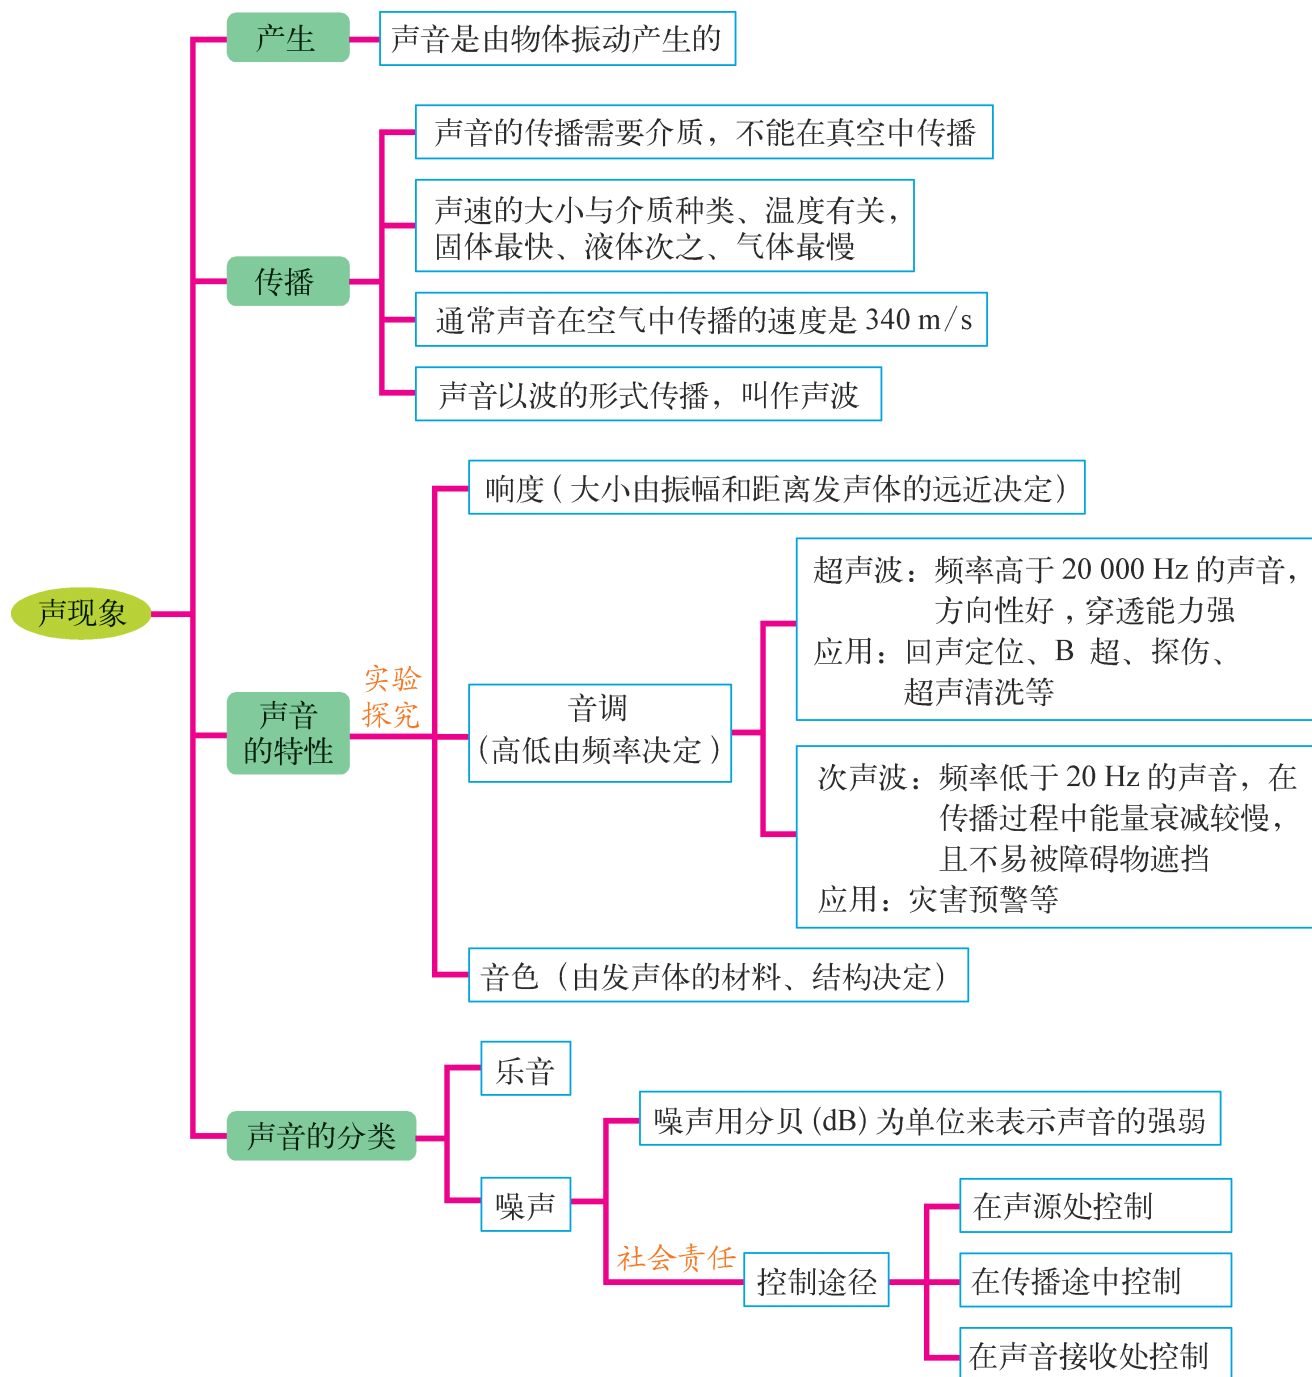 产生
声音是由物体振动产生的
声音的传播需要介质，不能在真空中传播
声速的大小与介质种类、温度有关，
固体最快、液体次之、气体最慢
传播
通常声音在空气中传播的速度是 340 m/s
声音以波的形式传播，叫作声波
响度（大小由振幅和距离发声体的远近决定）
声现象
实验
探究
声音
的特性
音调
（高低由频率决定）
超声波：频率高于 20 000 Hz 的声音，
方向性好，穿透能力强
应用：回声定位、B 超、探伤、
超声清洗等
次声波：频率低于 20 Hz 的声音，在
传播过程中能量衰减较慢，
且不易被障碍物遮挡
应用：灾害预警等
音色（由发声体的材料、结构决定）
声音的分类
乐音
噪声
噪声用分贝（dB）为单位来表示声音的强弱
社会责任
控制途径
在声源处控制
在传播途中控制
在声音接收处控制